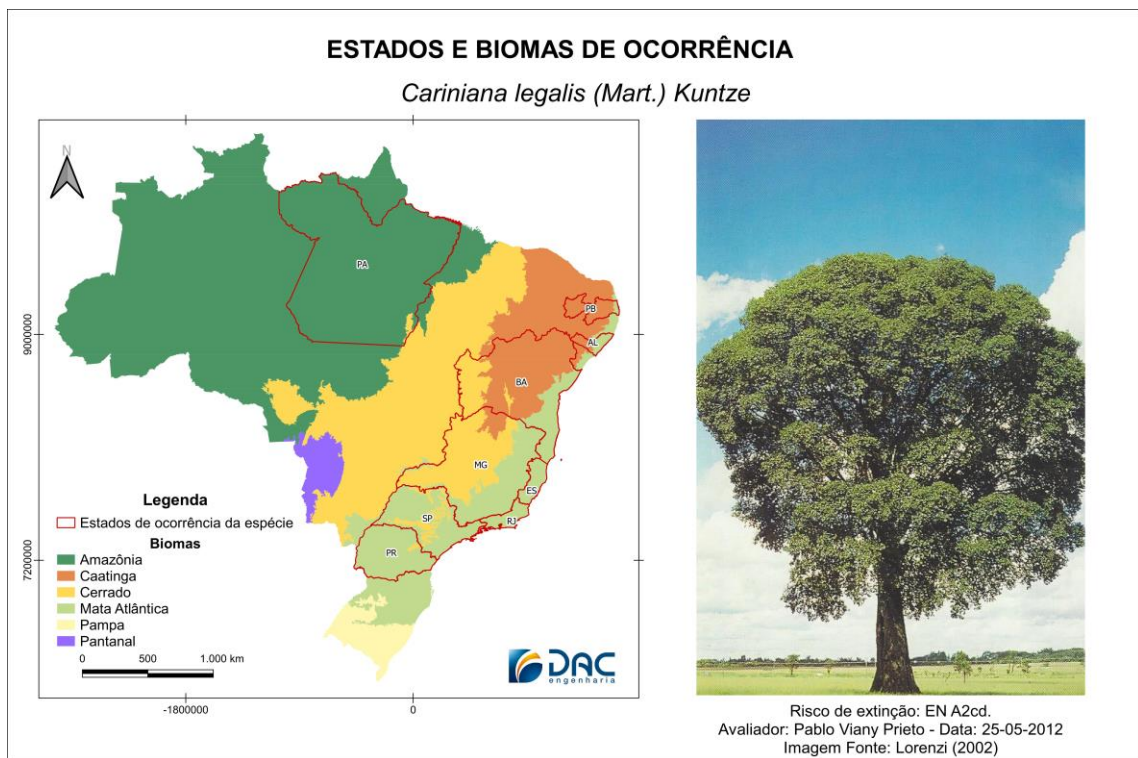 ESTADOS E BIOMAS DE OCORRÊNCIA
Cariniana legalis (Mart.) Kuntze
N
PA
PB
AL
BA
MG
ES
SP
RJ
PR
9000000
7200000
-1800000
0
Legenda
Estados de ocorrência da espécie
Biomas
Amazônia
Caatinga
Cerrado
Mata Atlântica
Pampa
Pantanal
0 500 1.000 km
DAC
engenharia
Risco de extinção: EN A2cd.
Avaliador: Pablo Viany Prieto - Data: 25-05-2012
Imagem Fonte: Lorenzi (2002)